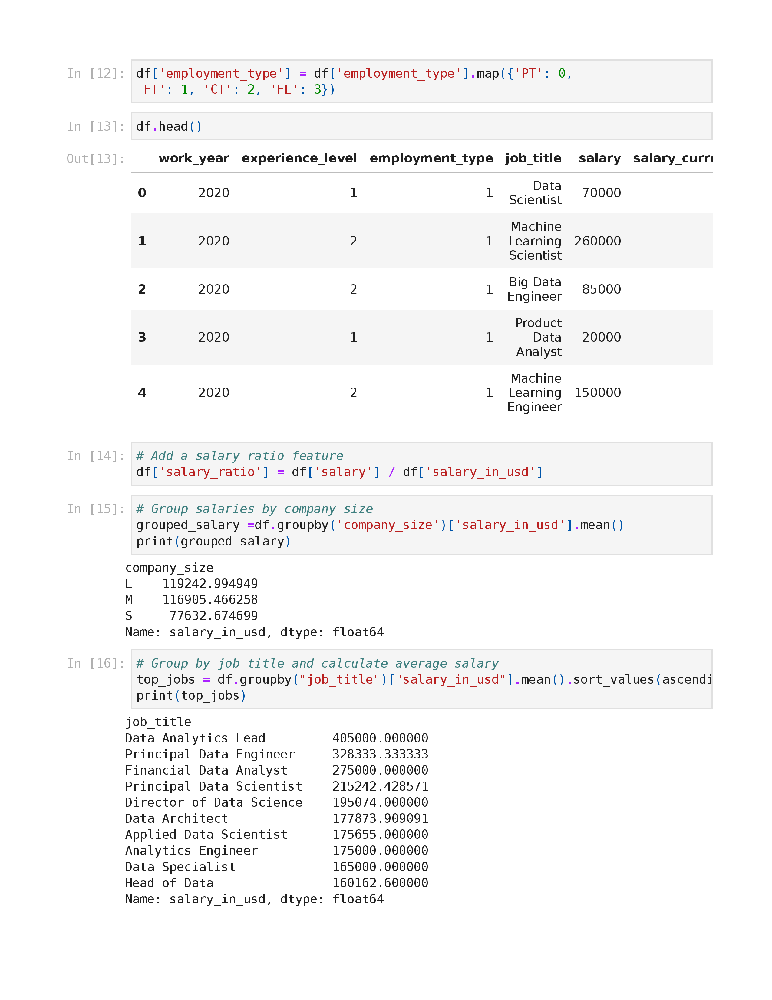 In [12]: df['employment_type'] = df['employment_type'].map({'PT': 0,
'FT': 1, 'CT': 2, 'FL': 3})
In [13]: df.head()
Out[13]: work_year experience_level employment_type job_title salary salary_curre
0 2020 1 1 Data Scientist 70000
1 2020 2 1 Machine Learning Scientist 260000
2 2020 2 1 Big Data Engineer 85000
3 2020 1 1 Product Data Analyst 20000
4 2020 2 1 Machine Learning Engineer 150000
In [14]: # Add a salary ratio feature
df['salary_ratio'] = df['salary'] / df['salary_in_usd']
In [15]: # Group salaries by company size
grouped_salary =df.groupby('company_size')['salary_in_usd'].mean()
print(grouped_salary)
company_size
L 119242.994949
M 116905.466258
S 77632.674699
Name: salary_in_usd, dtype: float64
In [16]: # Group by job title and calculate average salary
top_jobs = df.groupby("job_title")["salary_in_usd"].mean().sort_values(ascendi
print(top_jobs)
job_title
Data Analytics Lead 405000.000000
Principal Data Engineer 328333.333333
Financial Data Analyst 275000.000000
Principal Data Scientist 215242.428571
Director of Data Science 195074.000000
Data Architect 177873.909091
Applied Data Scientist 175655.000000
Analytics Engineer 175000.000000
Data Specialist 165000.000000
Head of Data 160162.600000
Name: salary_in_usd, dtype: float64